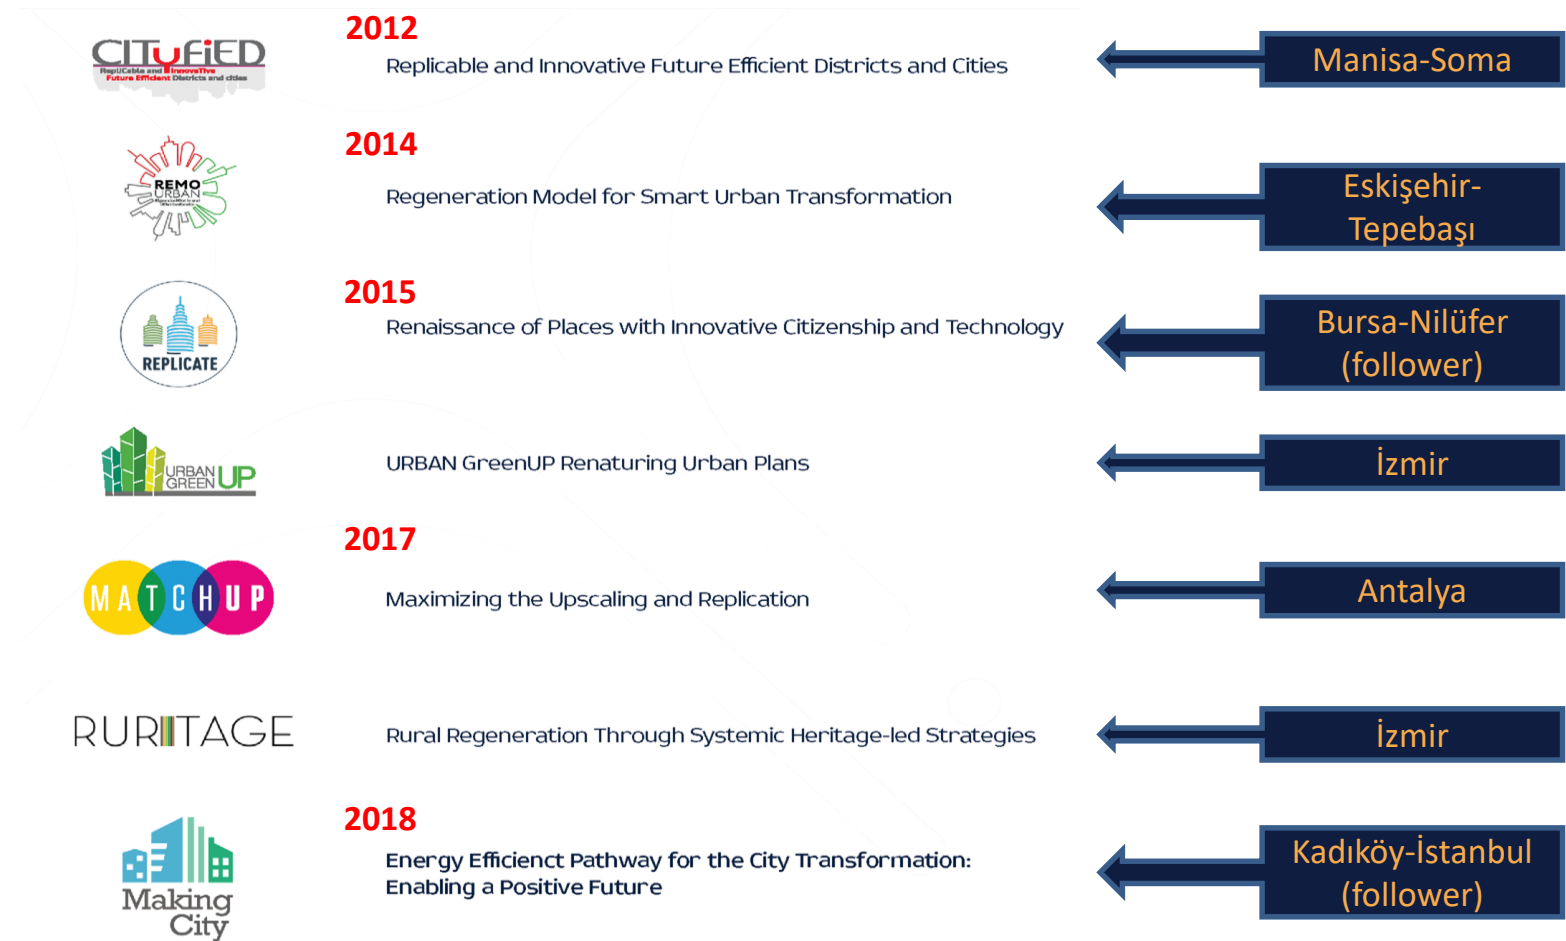 2012
CITyFiED
RepliCable and InnovaTive
Future Efficient Districts and cities
Replicable and Innovative Future Efficient Districts and Cities
Manisa-Soma
2014
REMO
URBAN
Regeneration Model for Smart Urban Transformation
Eskişehir-
Tepebaşı
2015
REPLICATE
Renaissance of Places with Innovative Citizenship and Technology
Bursa-Nilüfer
(follower)
URBAN
GREEN UP
URBAN GreenUP Renaturing Urban Plans
İzmir
2017
MATCHUP
Maximizing the Upscaling and Replication
Antalya
RURITAGE
Rural Regeneration Through Systemic Heritage-led Strategies
İzmir
2018
Making
City
Energy Efficienct Pathway for the City Transformation:
Enabling a Positive Future
Kadıköy-İstanbul
(follower)